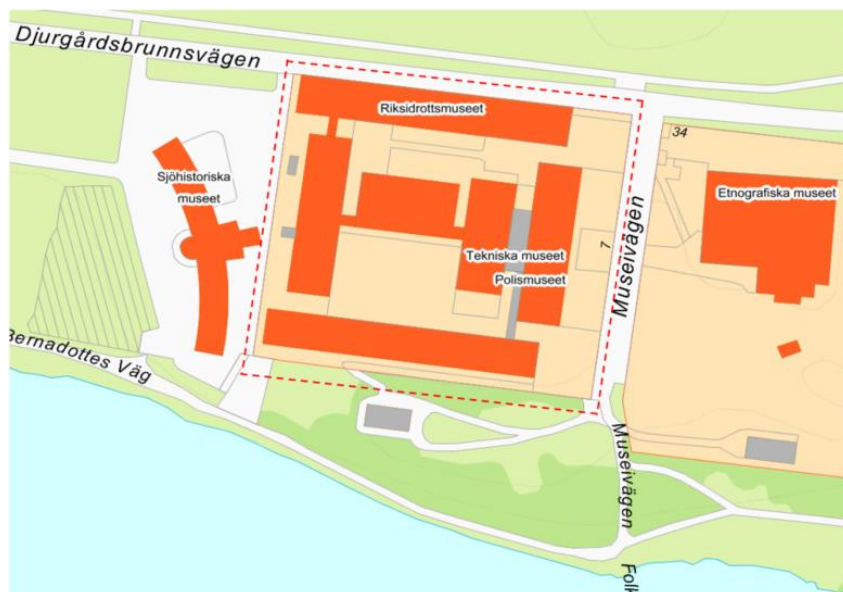 Djurgårdsbrunnsvägen
Riksidrottsmuseet
34
Sjöhistoriska
museet
Etnografiska museet
Museivägen
7
Tekniska museet
Polismuseet
Bernadottes Väg
Museivägen
Folk